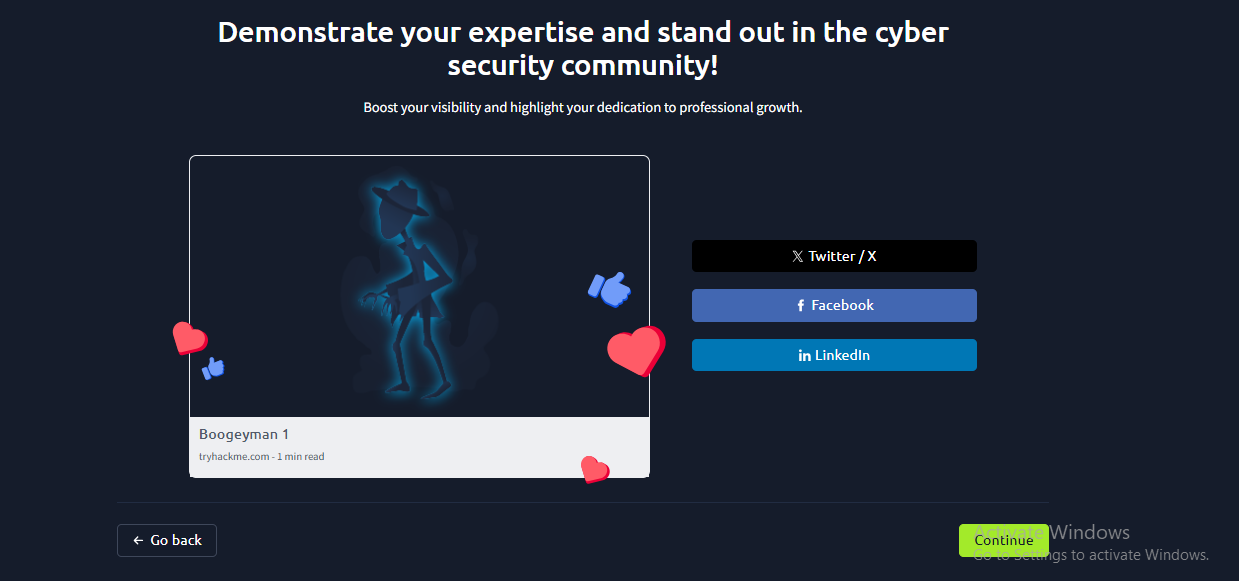 Demonstrate your expertise and stand out in the cyber
security community!
Boost your visibility and highlight your dedication to professional growth.
𝕏 Twitter / X
f Facebook
in LinkedIn
Boogeyman 1
tryhackme.com - 1 min read
← Go back
Continue
Activate Windows
Go to Settings to activate Windows.